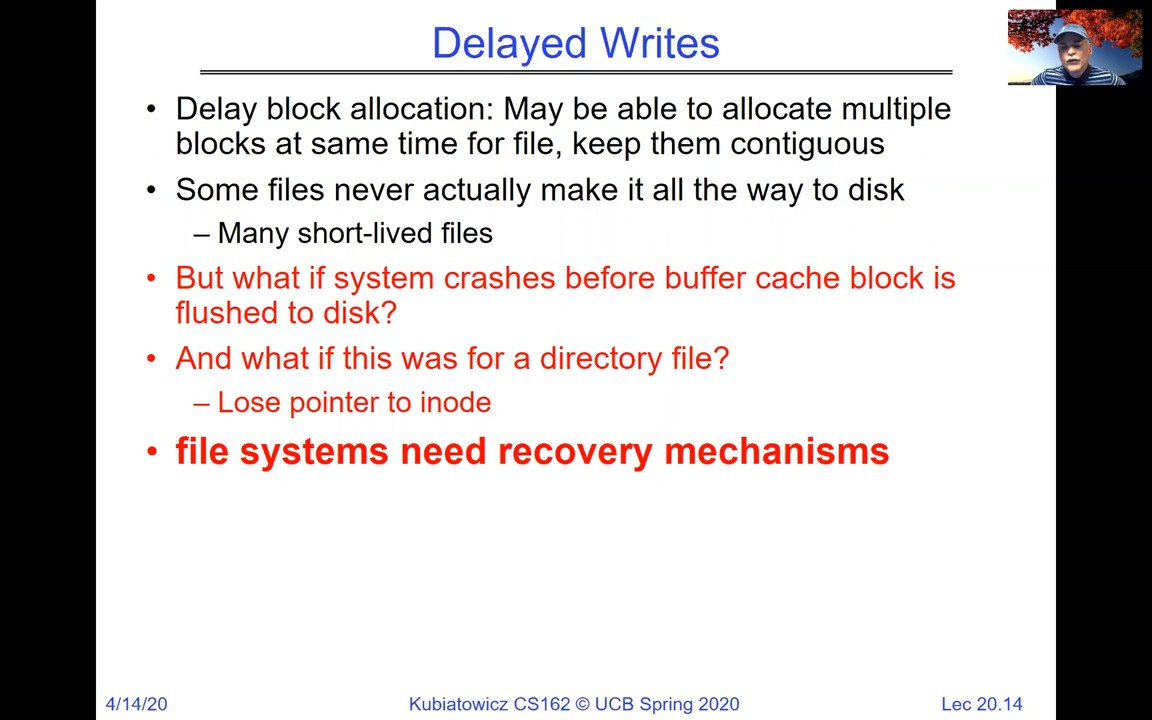 Delayed Writes
• Delay block allocation: May be able to allocate multiple
blocks at same time for file, keep them contiguous
• Some files never actually make it all the way to disk
– Many short-lived files
• But what if system crashes before buffer cache block is
flushed to disk?
• And what if this was for a directory file?
– Lose pointer to inode
• file systems need recovery mechanisms
4/14/20 Kubiatowicz CS162 © UCB Spring 2020 Lec 20.14